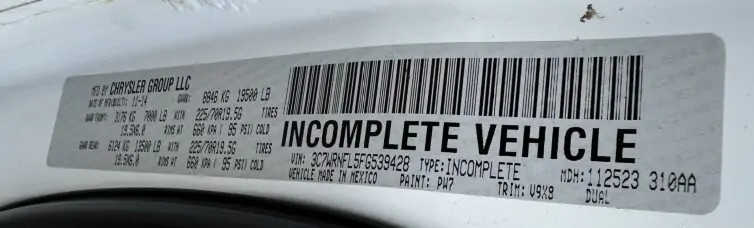 MFD BY CHRYSLER GROUP LLC
DATE OF MFR 11-14 GVWR: 8846 KG 19500 LB
GAWR FRONT: 3176 KG 7000 LB WITH 225/70R19.5G TIRES
19.5X6.0 RIMS AT 660 KPA ( 95 PSI) COLD
GAWR REAR: 6124 KG 13500 LB WITH 225/70R19.5G TIRES
19.5X6.0 RIMS AT 660 KPA ( 95 PSI) COLD
INCOMPLETE VEHICLE
VIN: 3C7WRNFL5FG539428 TYPE:INCOMPLETE MDH: 112523 310AA
VEHICLE MADE IN MEXICO PAINT: PW7 TRIM: V9X8 DUAL